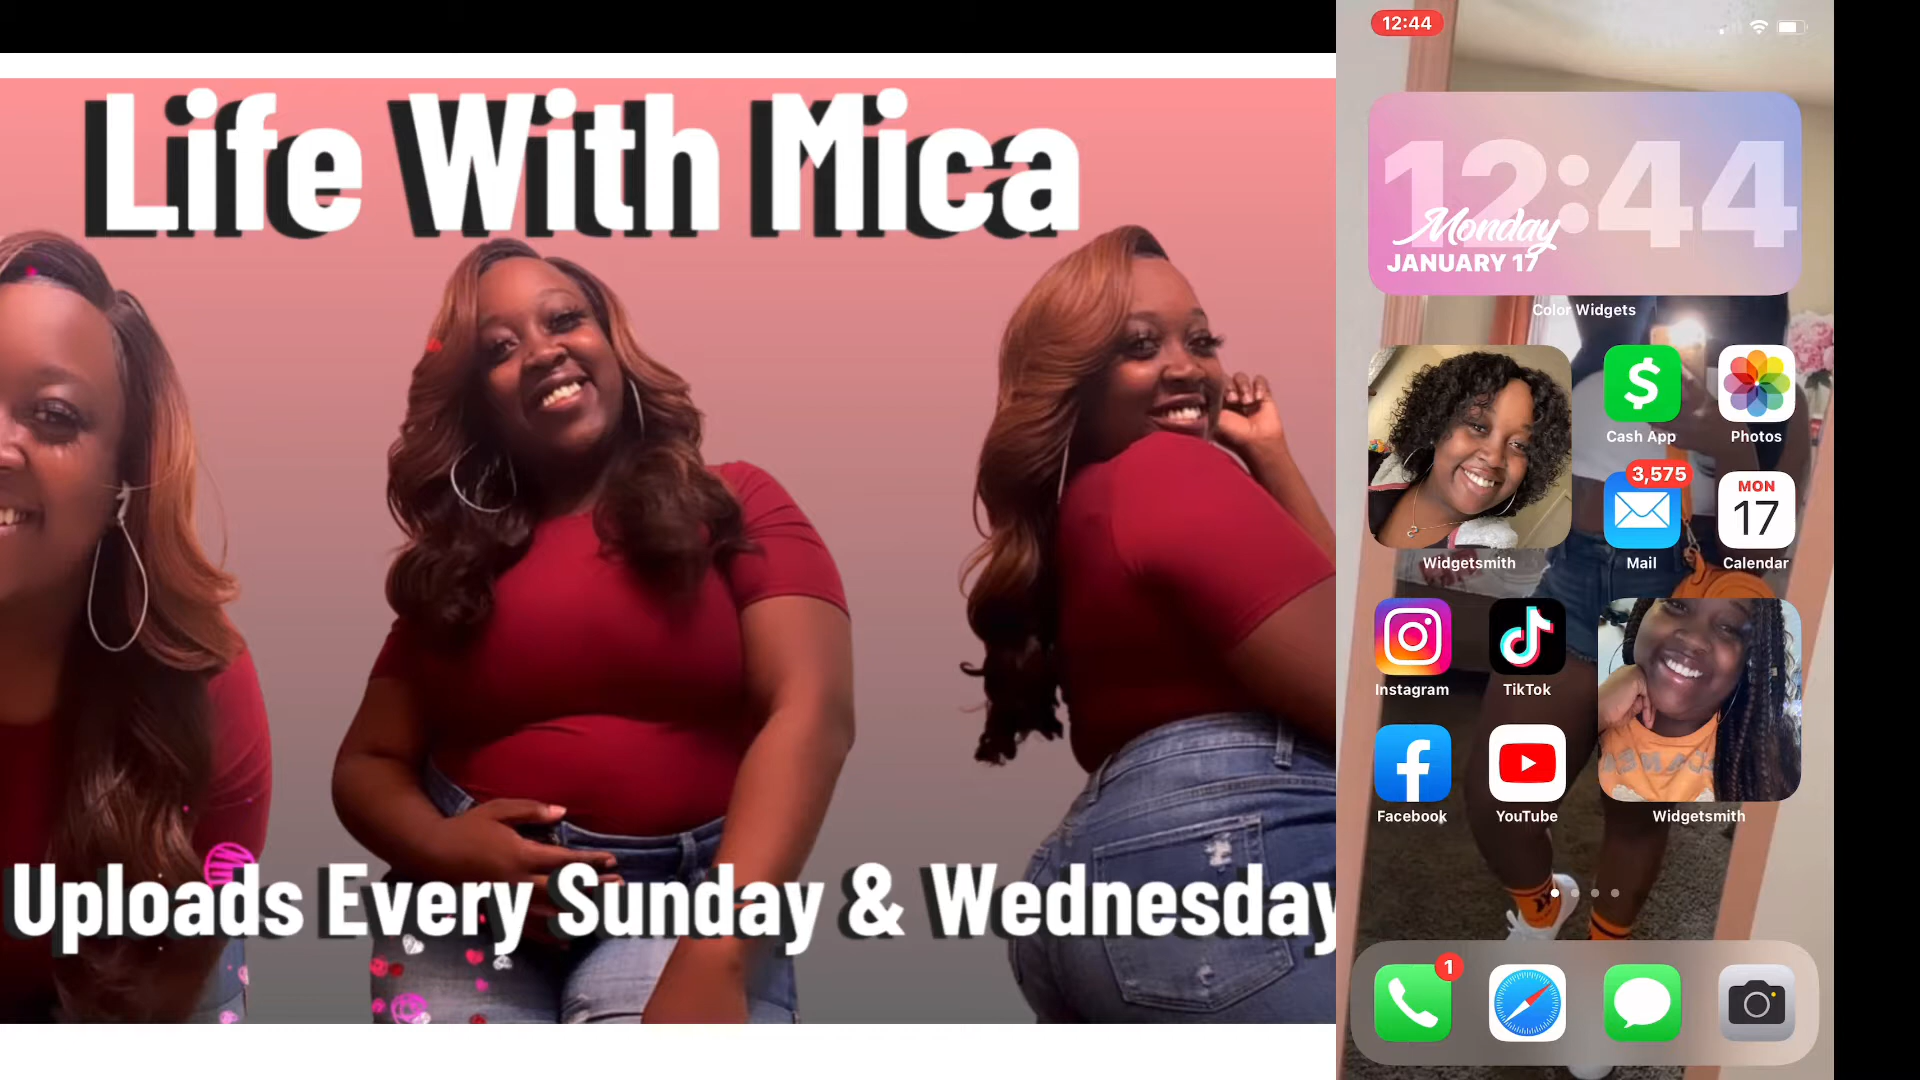 Life With Mica
Uploads Every Sunday & Wednesday
12:44
12:44
Monday
JANUARY 17
Color Widgets
$
Cash App
Photos
3,575
MON
17
Widgetsmith
Mail
Calendar
Instagram
TikTok
Facebook
YouTube
Widgetsmith
1